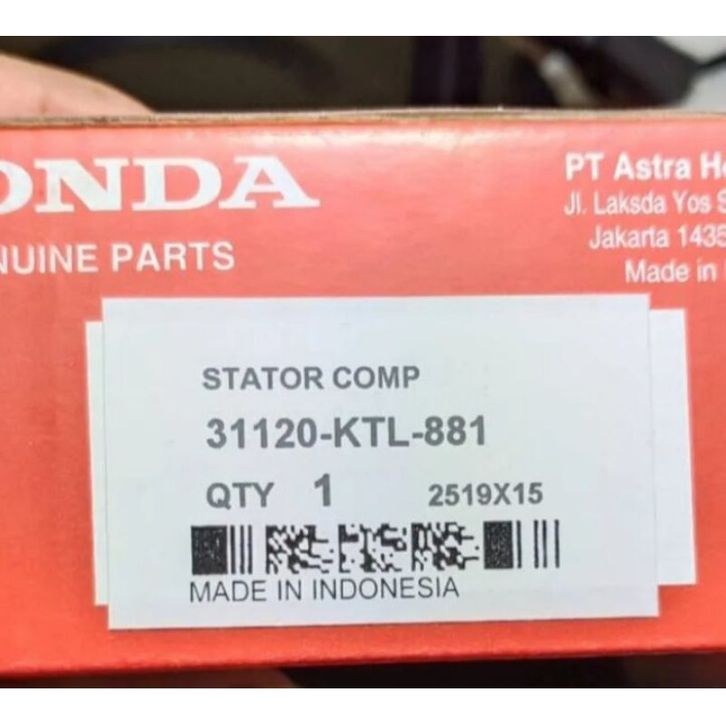 ONDA
NUINE PARTS
PT Astra Ho
Jl. Laksda Yos S
Jakarta 1435
Made in
STATOR COMP
31120-KTL-881
QTY 1 2519X15
MADE IN INDONESIA